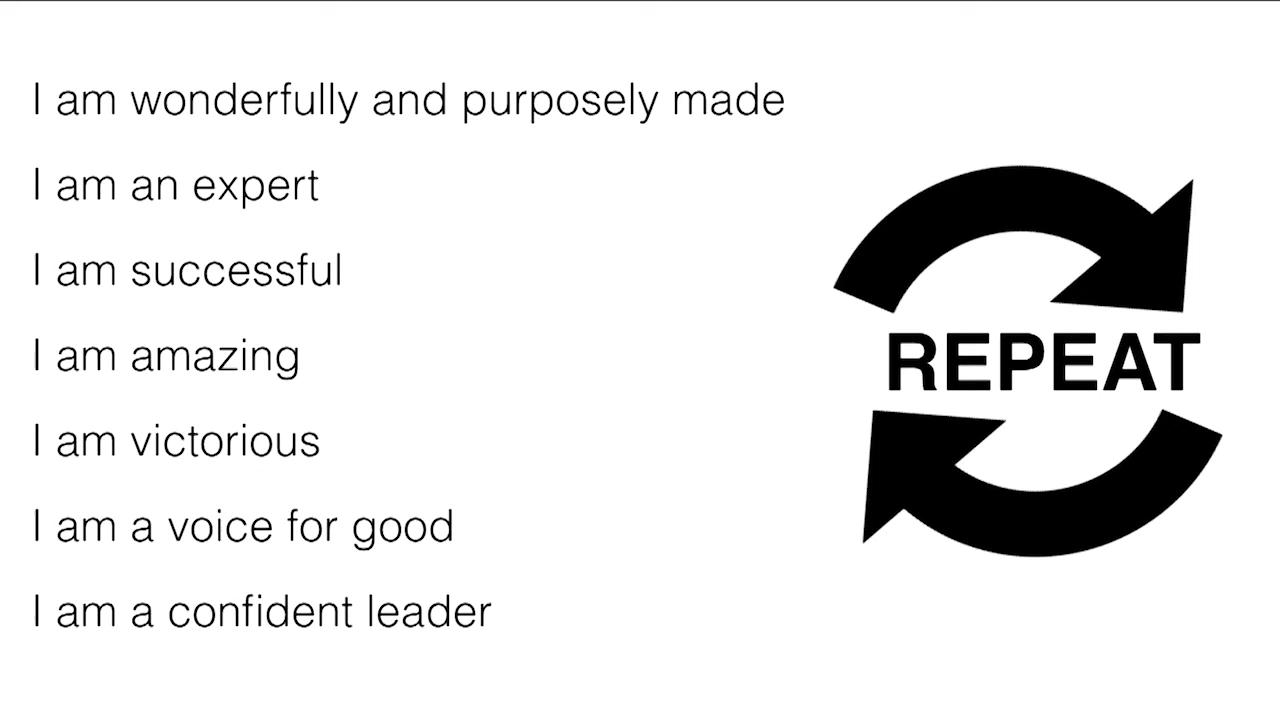 I am wonderfully and purposely made
I am an expert
I am successful
I am amazing
I am victorious
I am a voice for good
I am a confident leader
REPEAT